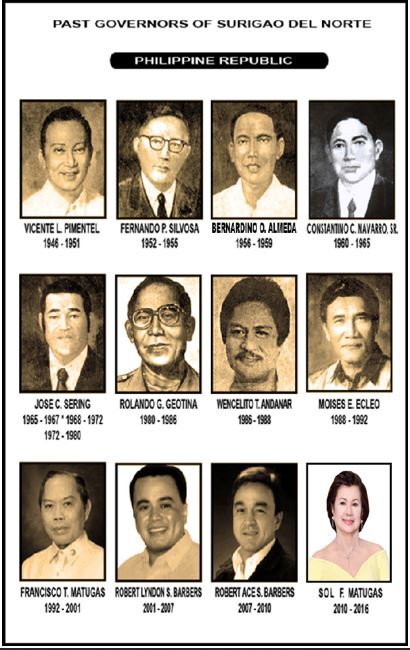 PAST GOVERNORS OF SURIGAO DEL NORTE
PHILIPPINE REPUBLIC
VICENTE L. PIMENTEL
1946 - 1951
FERNANDO P. SILVOSA
1952 - 1955
BERNARDINO O. ALMEDA
1956 - 1959
CONSTANTINO C. NAVARRO, SR.
1960 - 1965
JOSE C. SERING
1965 - 1967 * 1968 - 1972
1972 - 1980
ROLANDO G. GEOTINA
1980 - 1986
WENCELITO T. ANDANAR
1986 - 1988
MOISES E. ECLEO
1988 - 1992
FRANCISCO T. MATUGAS
1992 - 2001
ROBERT LYNDON S. BARBERS
2001 - 2007
ROBERT ACE S. BARBERS
2007 - 2010
SOL F. MATUGAS
2010 - 2016